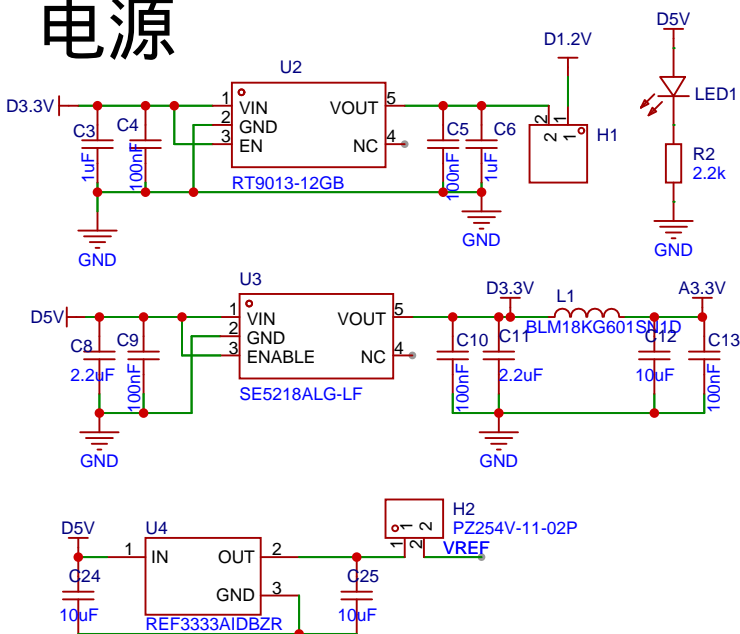 电源
D3.3V
C3
1uF
C4
100nF
U2
1
VIN
2
GND
3
EN
VOUT
5
NC
4
RT9013-12GB
C5
100nF
C6
1uF
GND
GND
D1.2V
2
1
2
1
H1
D5V
LED1
R2
2.2k
GND
D5V
C8
2.2uF
C9
100nF
U3
1
VIN
2
GND
3
ENABLE
VOUT
5
NC
4
SE5218ALG-LF
GND
C10
100nF
C11
2.2uF
D3.3V
L1
BLM18KG601SN1D
A3.3V
C12
10uF
C13
100nF
GND
D5V
C24
10uF
U4
1
IN
OUT
2
GND
3
REF3333AIDBZR
C25
10uF
H2
PZ254V-11-02P
1
2
1
2
VREF